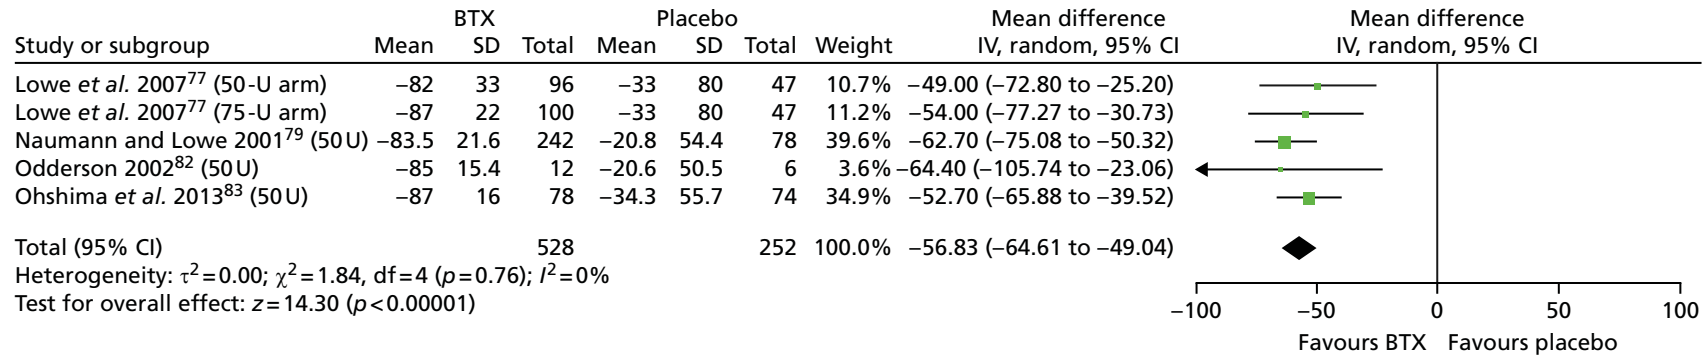 BTX Placebo Mean difference Mean difference
Study or subgroup Mean SD Total Mean SD Total Weight IV, random, 95% CI IV, random, 95% CI
Lowe et al. 2007⁷⁷ (50-U arm) −82 33 96 −33 80 47 10.7% −49.00 (−72.80 to −25.20)
Lowe et al. 2007⁷⁷ (75-U arm) −87 22 100 −33 80 47 11.2% −54.00 (−77.27 to −30.73)
Naumann and Lowe 2001⁷⁹ (50 U) −83.5 21.6 242 −20.8 54.4 78 39.6% −62.70 (−75.08 to −50.32)
Odderson 2002⁸² (50 U) −85 15.4 12 −20.6 50.5 6 3.6% −64.40 (−105.74 to −23.06)
Ohshima et al. 2013⁸³ (50 U) −87 16 78 −34.3 55.7 74 34.9% −52.70 (−65.88 to −39.52)
Total (95% CI) 528 252 100.0% −56.83 (−64.61 to −49.04)
Heterogeneity: τ²=0.00; χ²=1.84, df=4 (p=0.76); I²=0%
Test for overall effect: z=14.30 (p<0.00001)
−100 −50 0 50 100
Favours BTX Favours placebo